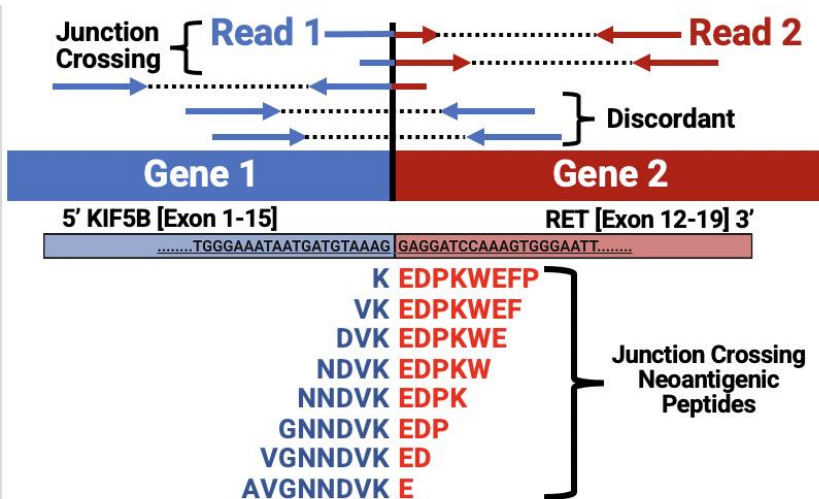 Junction
Crossing
Read 1
Read 2
Discordant
Gene 1
Gene 2
5’ KIF5B [Exon 1-15]
RET [Exon 12-19] 3’
........TGGGAAATAATGATGTAAAG GAGGATCCAAAGTGGGAATT........
K EDPKWEFP
VK EDPKWEF
DVK EDPKWE
NDVK EDPKW
NNDVK EDPK
GNNDVK EDP
VGNNDVK ED
AVGNNDVK E
Junction Crossing
Neoantigenic
Peptides